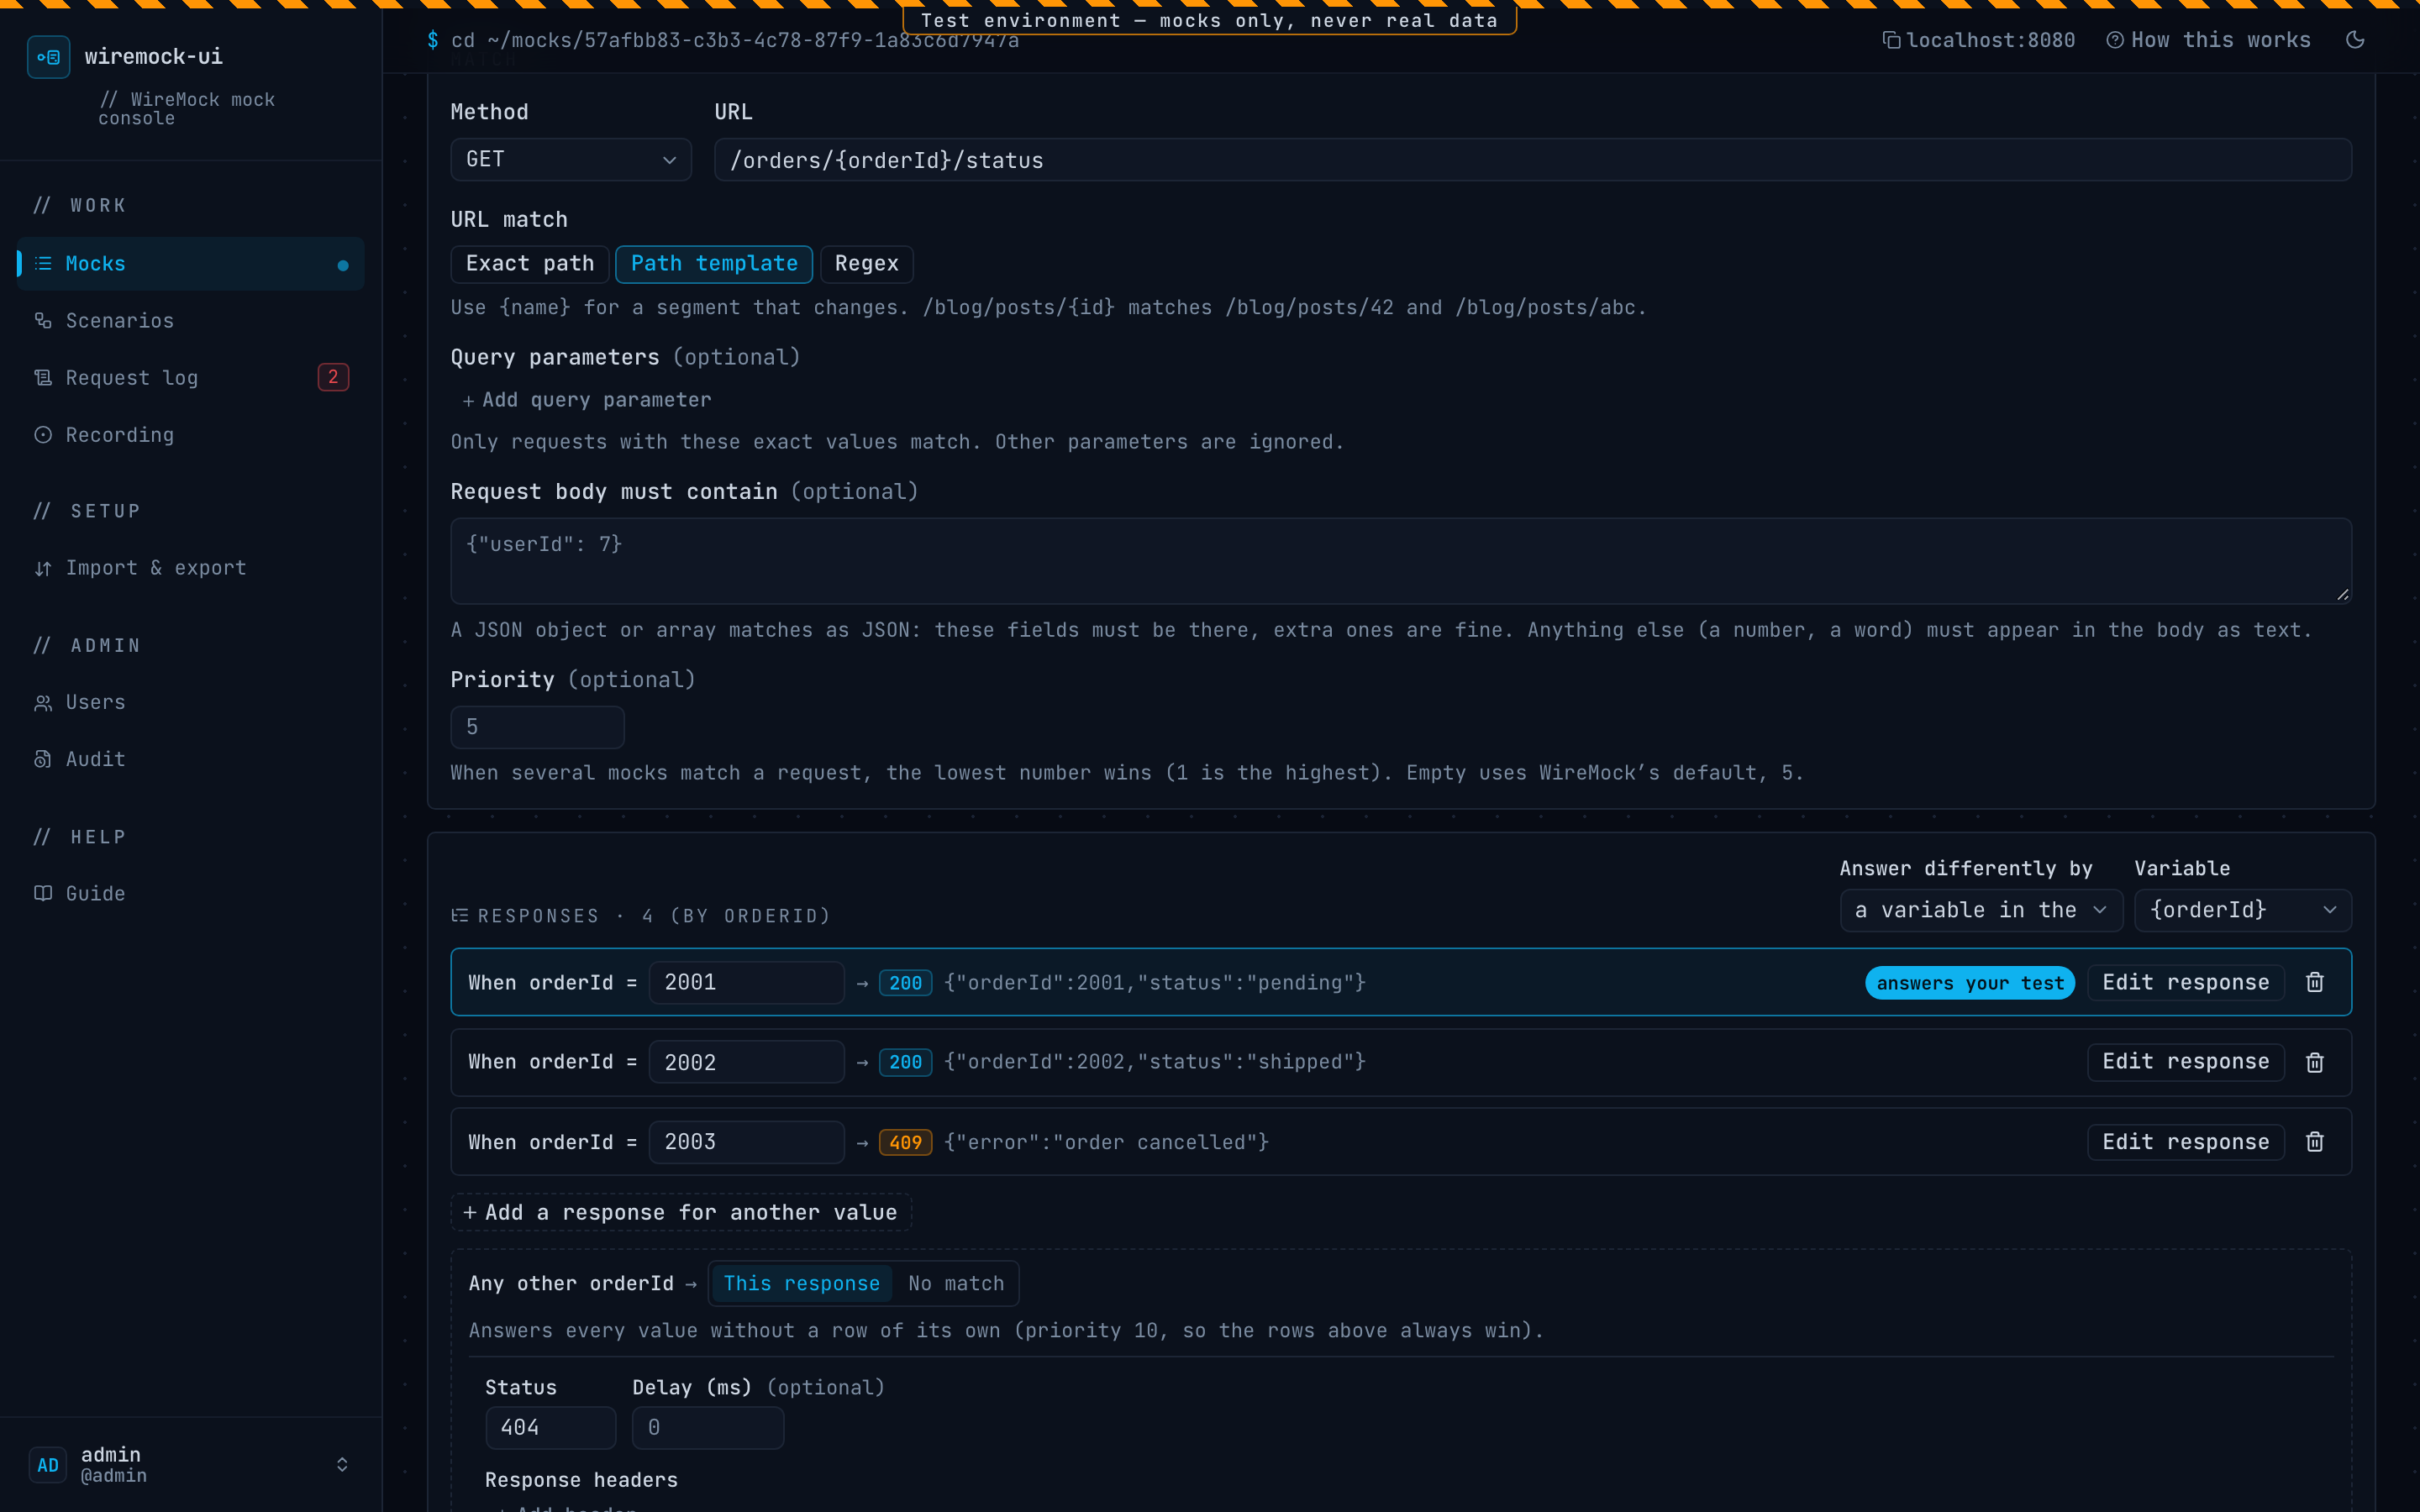 Test environment — mocks only, never real data
wiremock-ui
// WireMock mock
console
$ cd ~/mocks/57afbb83-c3b3-4c78-87f9-1a83c6d7947a
localhost:8080
How this works
// WORK
Mocks
Scenarios
Request log
2
Recording
// SETUP
Import & export
// ADMIN
Users
Audit
// HELP
Guide
AD
admin
@admin
MATCH
Method
URL
GET
/orders/{orderId}/status
URL match
Exact path
Path template
Regex
Use {name} for a segment that changes. /blog/posts/{id} matches /blog/posts/42 and /blog/posts/abc.
Query parameters (optional)
+ Add query parameter
Only requests with these exact values match. Other parameters are ignored.
Request body must contain (optional)
{"userId": 7}
A JSON object or array matches as JSON: these fields must be there, extra ones are fine. Anything else (a number, a word) must appear in the body as text.
Priority (optional)
5
When several mocks match a request, the lowest number wins (1 is the highest). Empty uses WireMock’s default, 5.
Answer differently by
Variable
RESPONSES · 4 (BY ORDERID)
a variable in the
{orderId}
When orderId = 2001 → 200 {"orderId":2001,"status":"pending"} answers your test Edit response
When orderId = 2002 → 200 {"orderId":2002,"status":"shipped"} Edit response
When orderId = 2003 → 409 {"error":"order cancelled"} Edit response
+ Add a response for another value
Any other orderId → This response No match
Answers every value without a row of its own (priority 10, so the rows above always win).
Status
Delay (ms) (optional)
404
0
Response headers
+ Add header